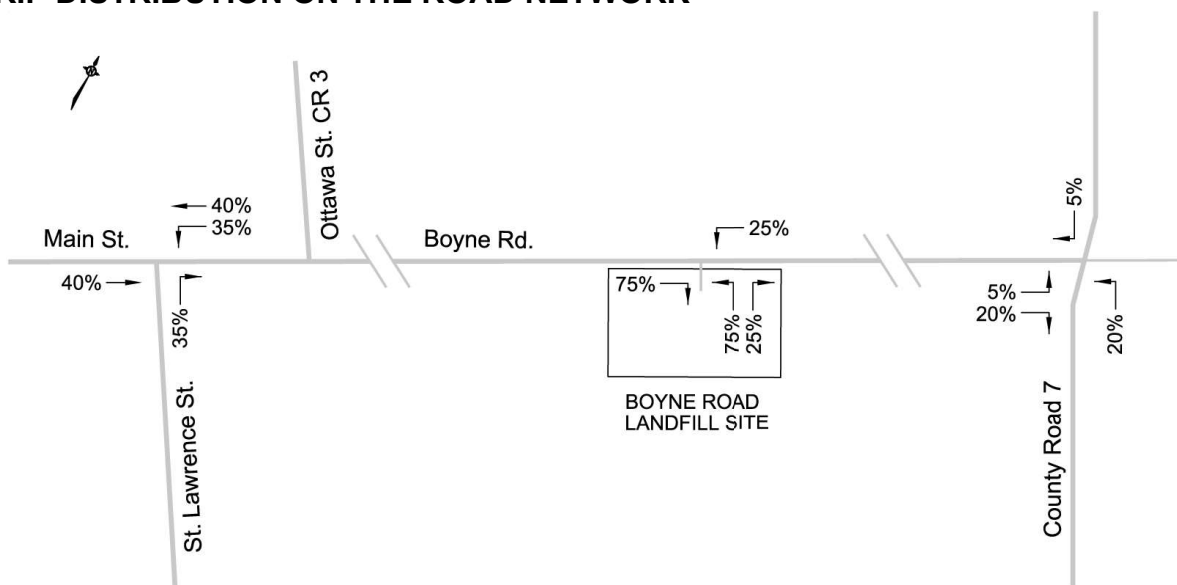 TRIP DISTRIBUTION ON THE ROAD NETWORK
Ottawa St. CR 3
40%
35%
Main St.
Boyne Rd.
25%
5%
40%
35%
75%
75%
25%
5%
20%
20%
BOYNE ROAD
LANDFILL SITE
St. Lawrence St.
County Road 7